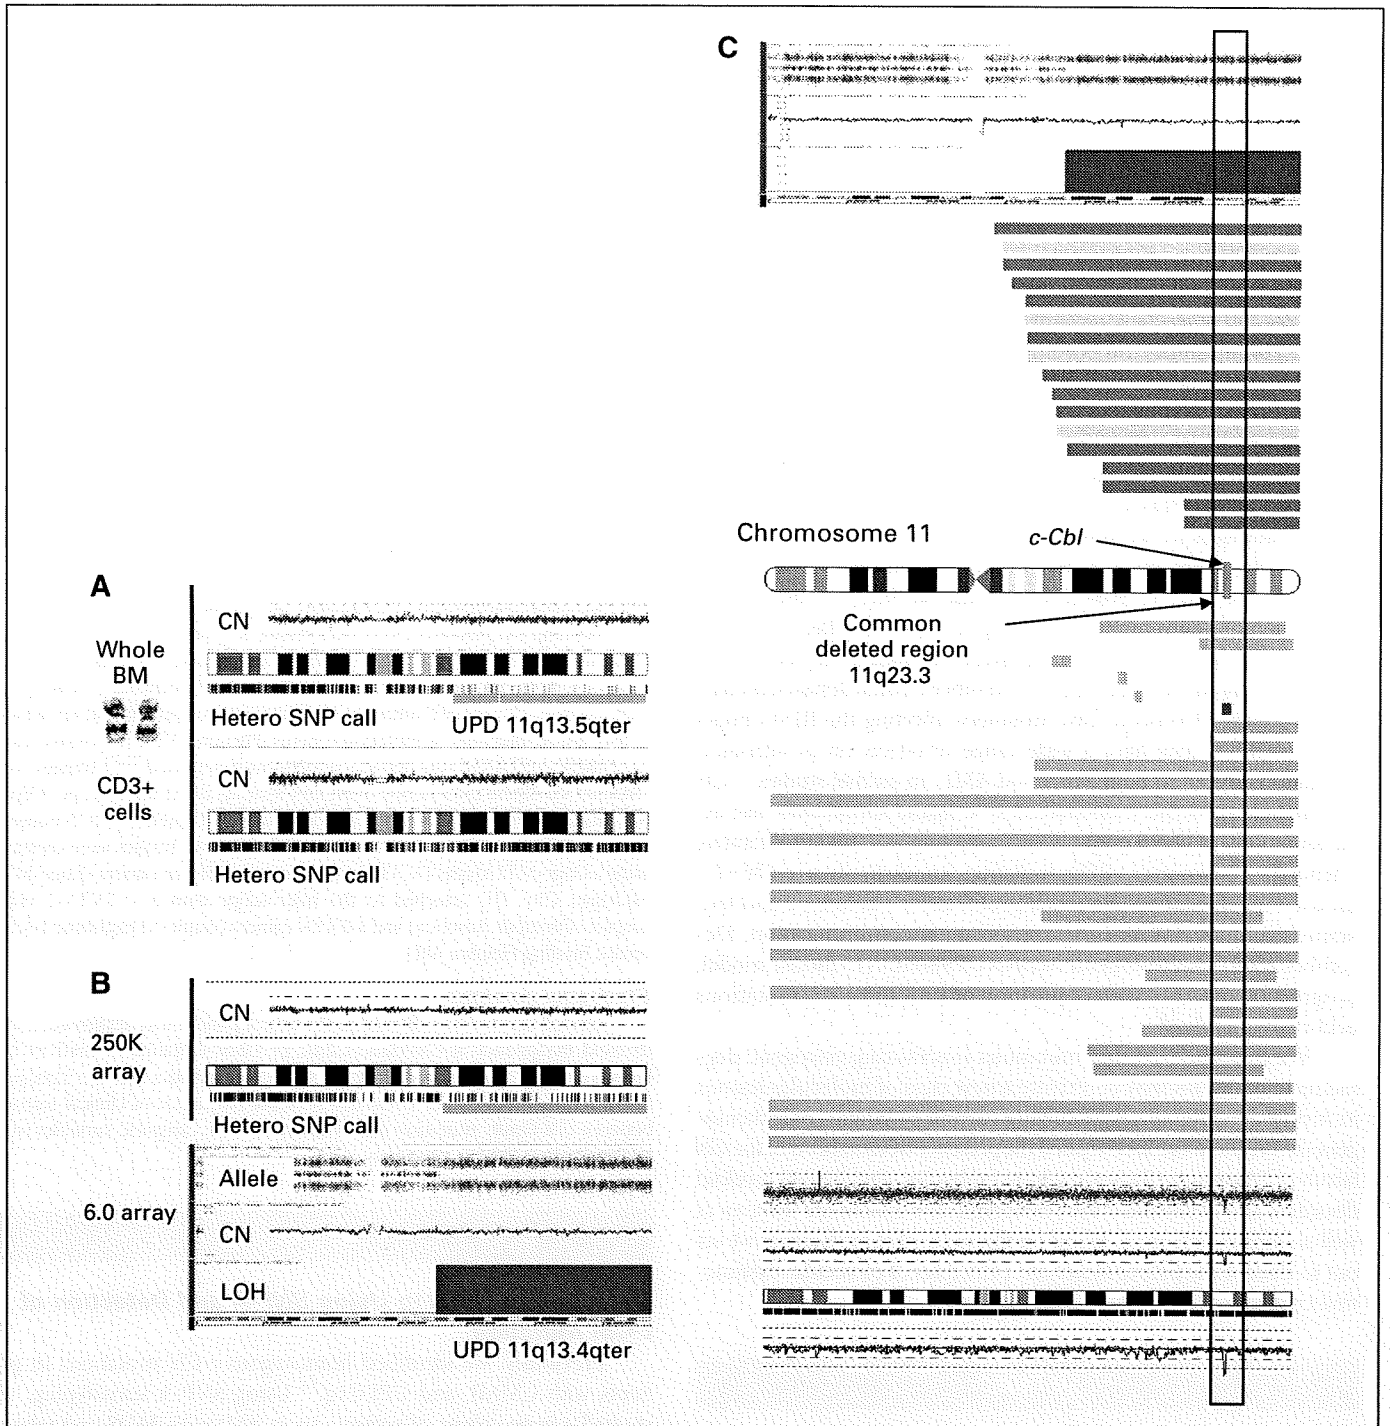 A
CN
Whole
BM
Hetero SNP call
UPD 11q13.5qter
CN
CD3+
cells
Hetero SNP call
B
CN
250K
array
Hetero SNP call
Allele
6.0 array
CN
LOH
UPD 11q13.4qter
C
Chromosome 11
c-Cbl
Common
deleted region
11q23.3